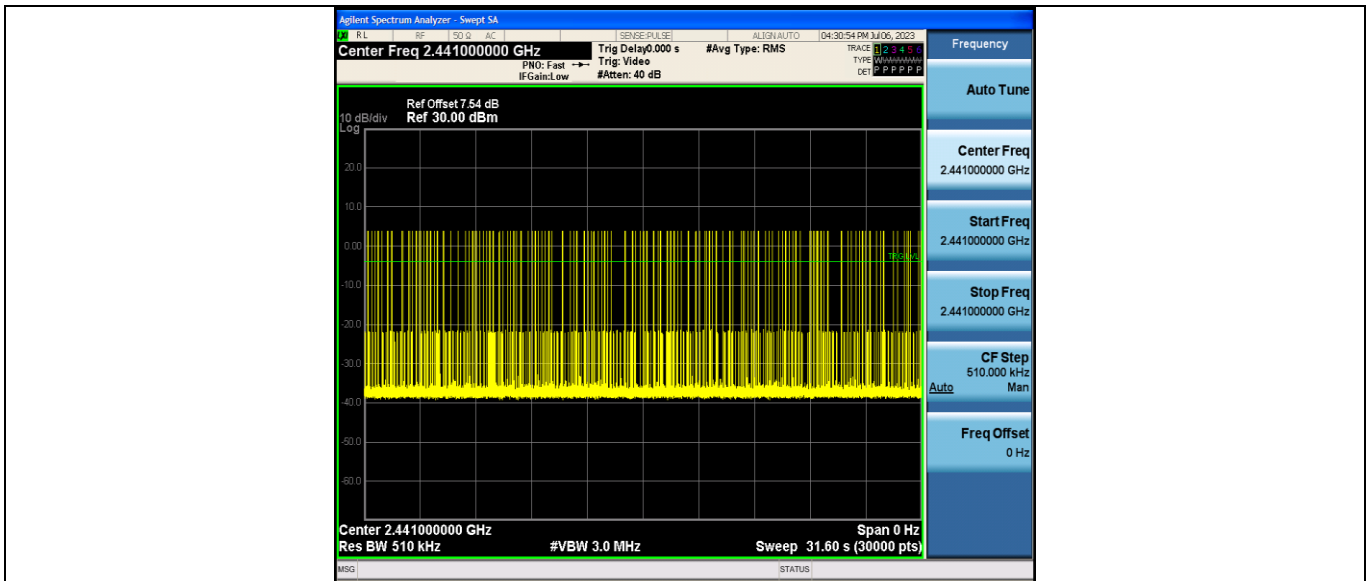 Agilent Spectrum Analyzer - Swept SA
LXI RL RF 50 Ω AC SENSE:PULSE ALIGN AUTO 04:30:54 PM Jul 06, 2023
Center Freq 2.441000000 GHz Trig Delay0.000 s #Avg Type: RMS TRACE 1 2 3 4 5 6
PNO: Fast Trig: Video TYPE
IFGain:Low #Atten: 40 dB DET P P P P P P
Frequency
Auto Tune
Ref Offset 7.54 dB
10 dB/div Ref 30.00 dBm
Log
20.0
10.0
0.00
TRIG LVL
-10.0
-20.0
-30.0
-40.0
-50.0
-60.0
Center Freq
2.441000000 GHz
Start Freq
2.441000000 GHz
Stop Freq
2.441000000 GHz
CF Step
510.000 kHz
Auto Man
Freq Offset
0 Hz
Center 2.441000000 GHz Span 0 Hz
Res BW 510 kHz #VBW 3.0 MHz Sweep 31.60 s (30000 pts)
MSG STATUS